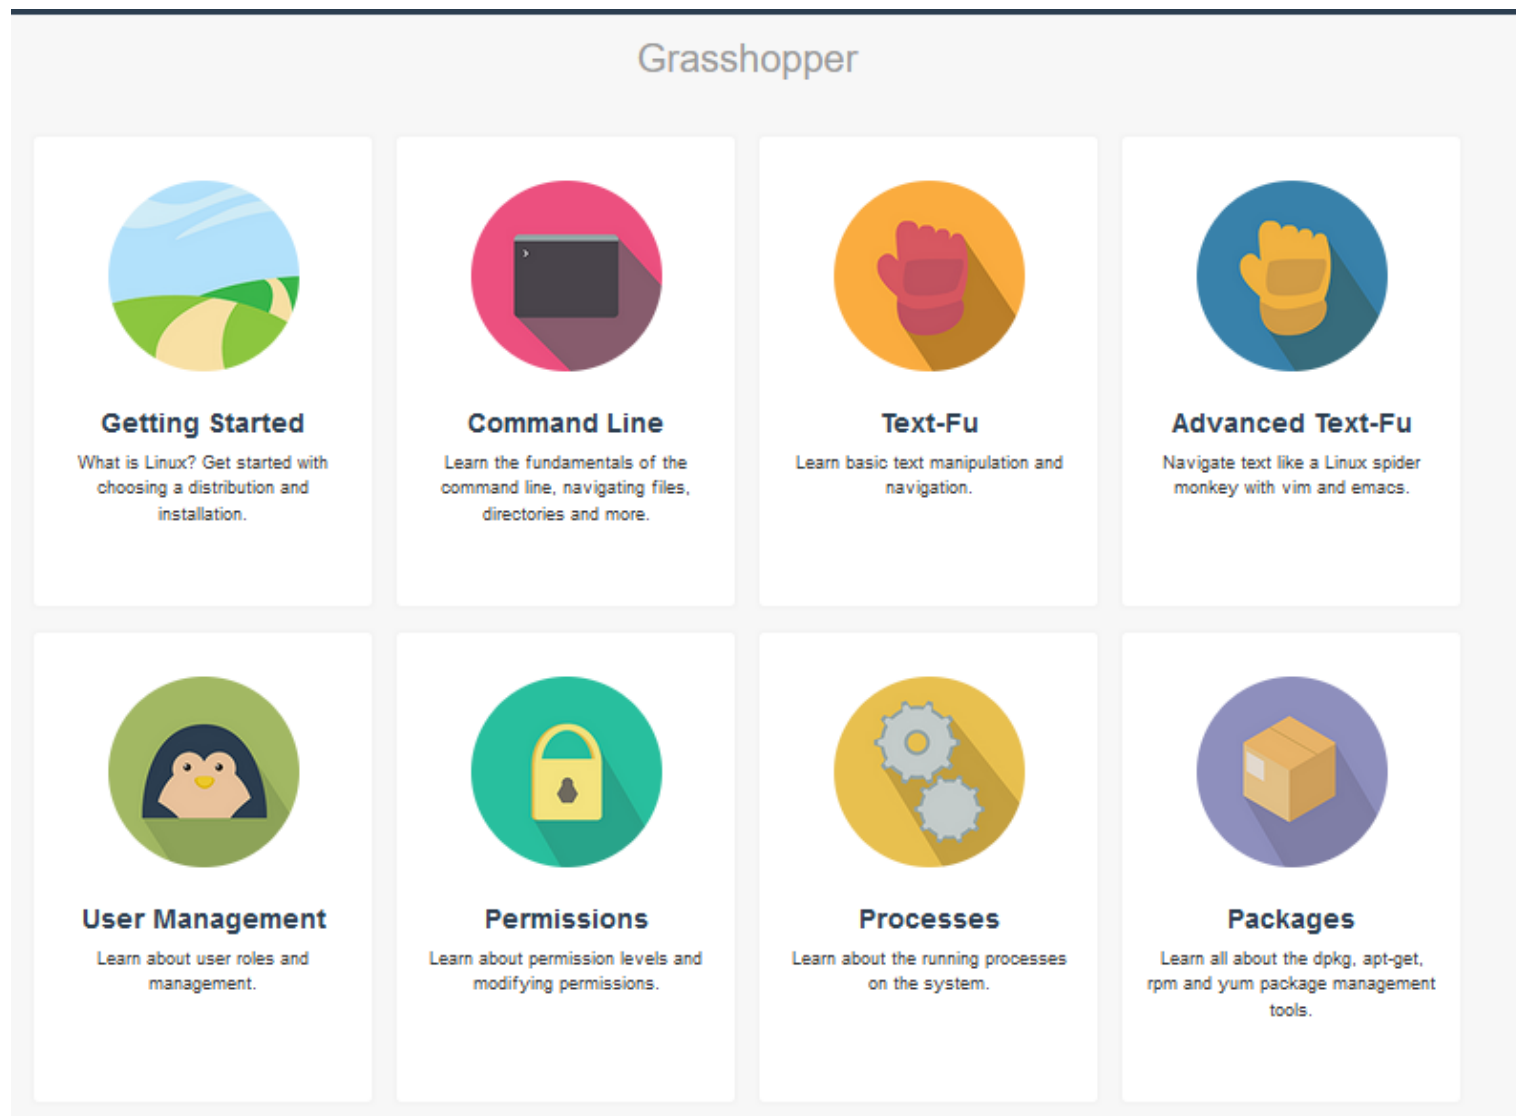 Grasshopper
Getting Started
What is Linux? Get started with
choosing a distribution and
installation.
Command Line
Learn the fundamentals of the
command line, navigating files,
directories and more.
Text-Fu
Learn basic text manipulation and
navigation.
Advanced Text-Fu
Navigate text like a Linux spider
monkey with vim and emacs.
User Management
Learn about user roles and
management.
Permissions
Learn about permission levels and
modifying permissions.
Processes
Learn about the running processes
on the system.
Packages
Learn all about the dpkg, apt-get,
rpm and yum package management
tools.